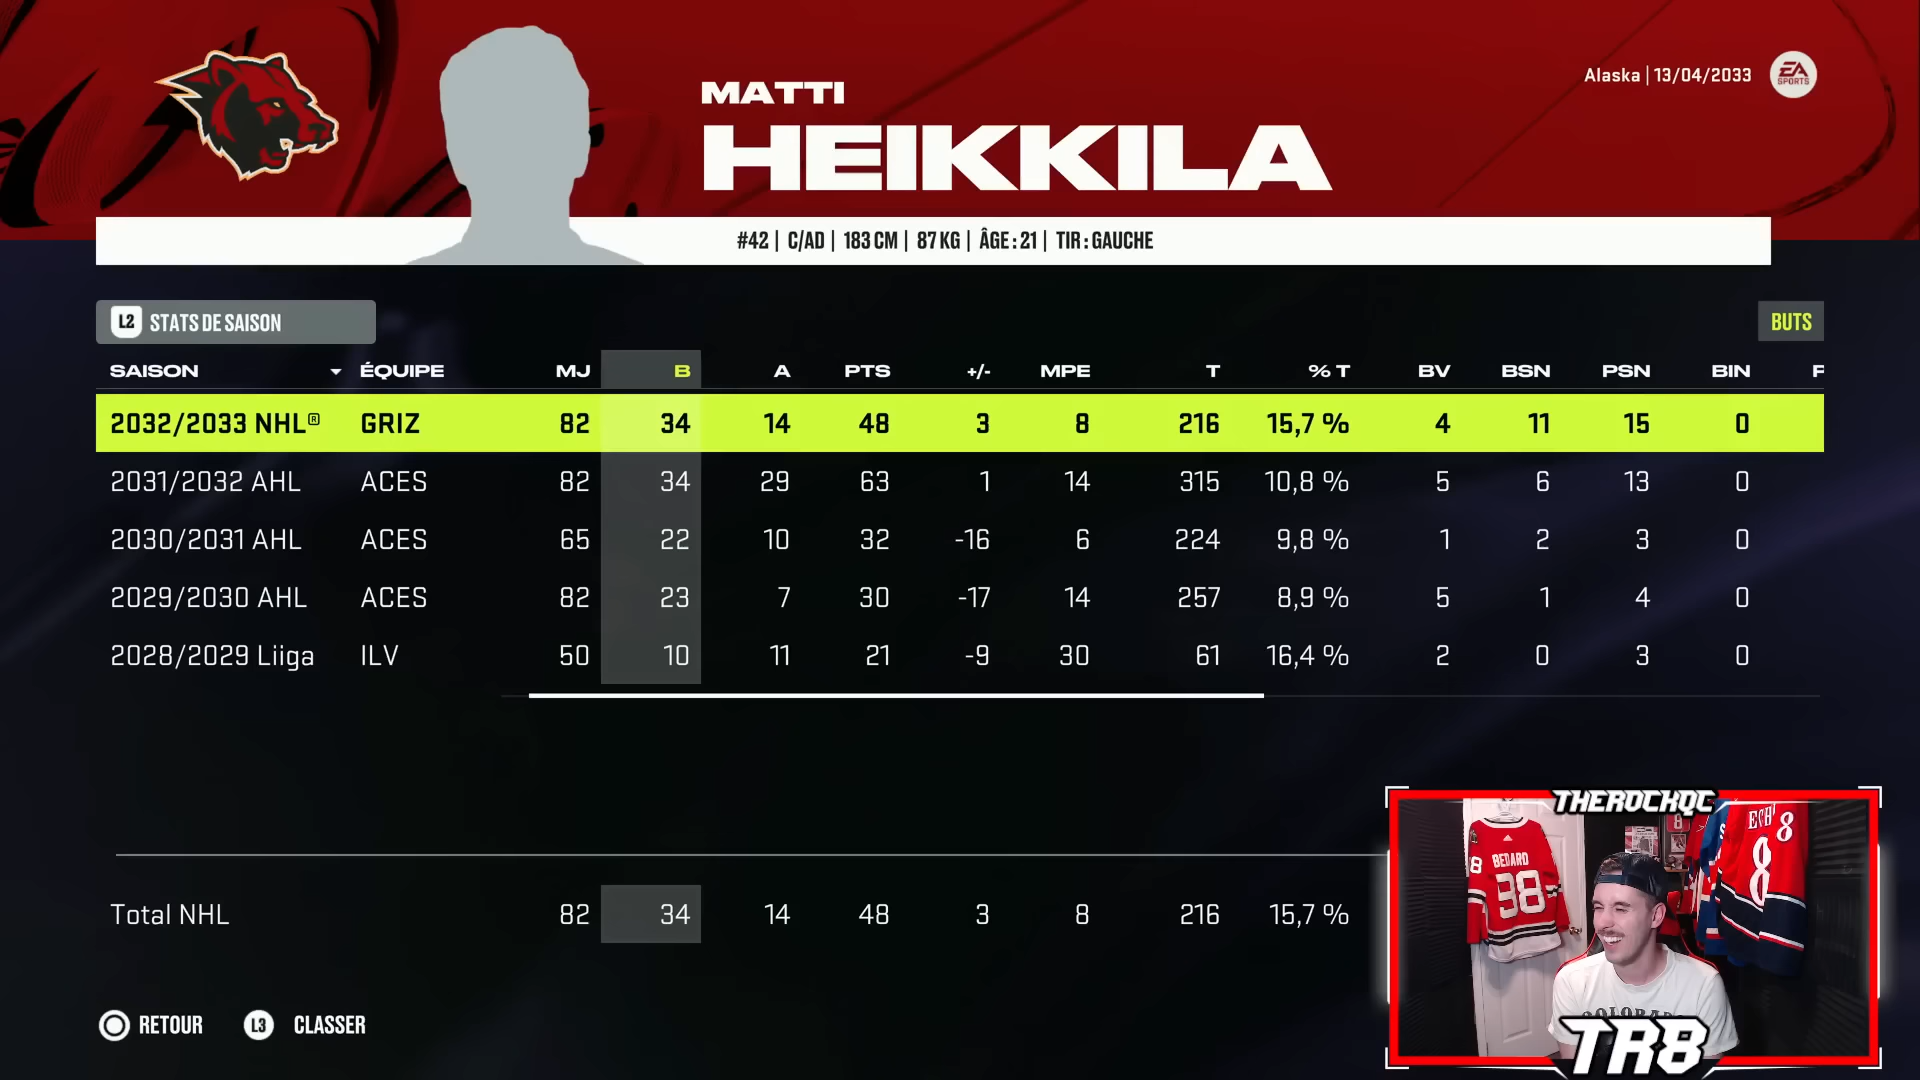 MATTI
HEIKKILA
Alaska | 13/04/2033
EA SPORTS
#42 | C/AD | 183 CM | 87 KG | ÂGE : 21 | TIR : GAUCHE
L2 STATS DE SAISON
BUTS
SAISON ÉQUIPE MJ B A PTS +/- MPE T % T BV BSN PSN BIN
2032/2033 NHL® GRIZ 82 34 14 48 3 8 216 15,7 % 4 11 15 0
2031/2032 AHL ACES 82 34 29 63 1 14 315 10,8 % 5 6 13 0
2030/2031 AHL ACES 65 22 10 32 -16 6 224 9,8 % 1 2 3 0
2029/2030 AHL ACES 82 23 7 30 -17 14 257 8,9 % 5 1 4 0
2028/2029 Liiga ILV 50 10 11 21 -9 30 61 16,4 % 2 0 3 0
Total NHL 82 34 14 48 3 8 216 15,7 %
RETOUR L3 CLASSER
THEROCKQC
BEDARD
98
8
8
TR8